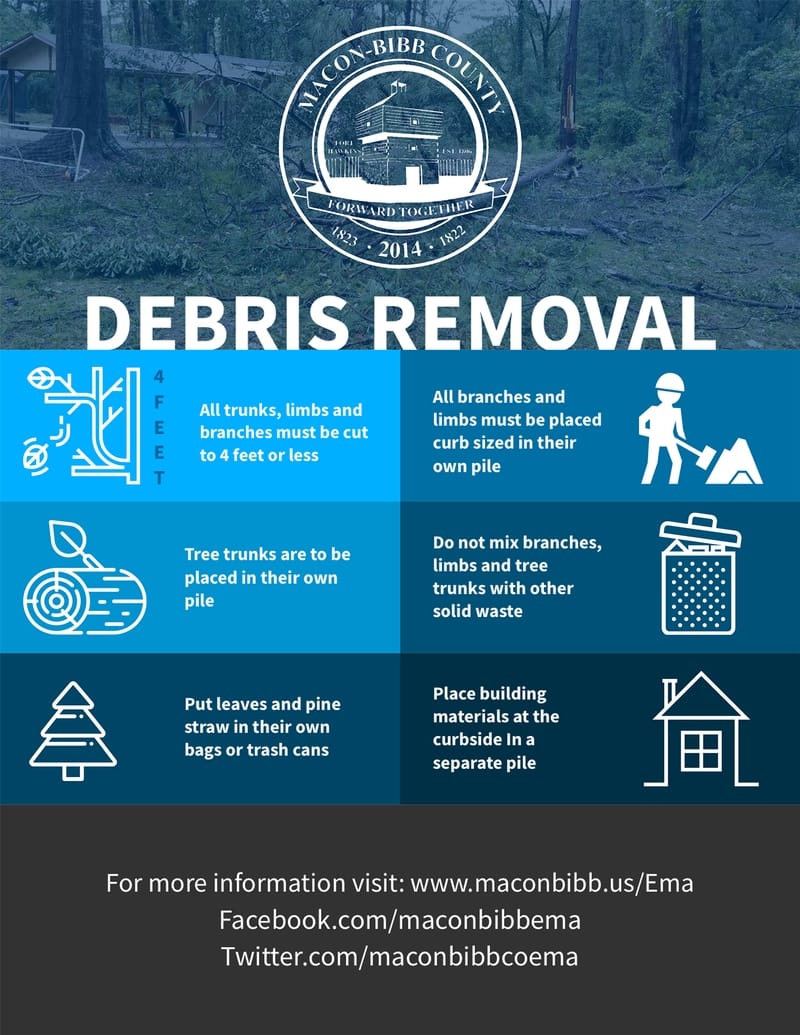 MACON-BIBB COUNTY
FORT
HAWKINS
EST. 1806
FORWARD TOGETHER
1823 · 2014 · 1822
DEBRIS REMOVAL
4
F
E
E
T
All trunks, limbs and
branches must be cut
to 4 feet or less
All branches and
limbs must be placed
curb sized in their
own pile
Tree trunks are to be
placed in their own
pile
Do not mix branches,
limbs and tree
trunks with other
solid waste
Put leaves and pine
straw in their own
bags or trash cans
Place building
materials at the
curbside In a
separate pile
For more information visit: www.maconbibb.us/Ema
Facebook.com/maconbibbema
Twitter.com/maconbibbcoema